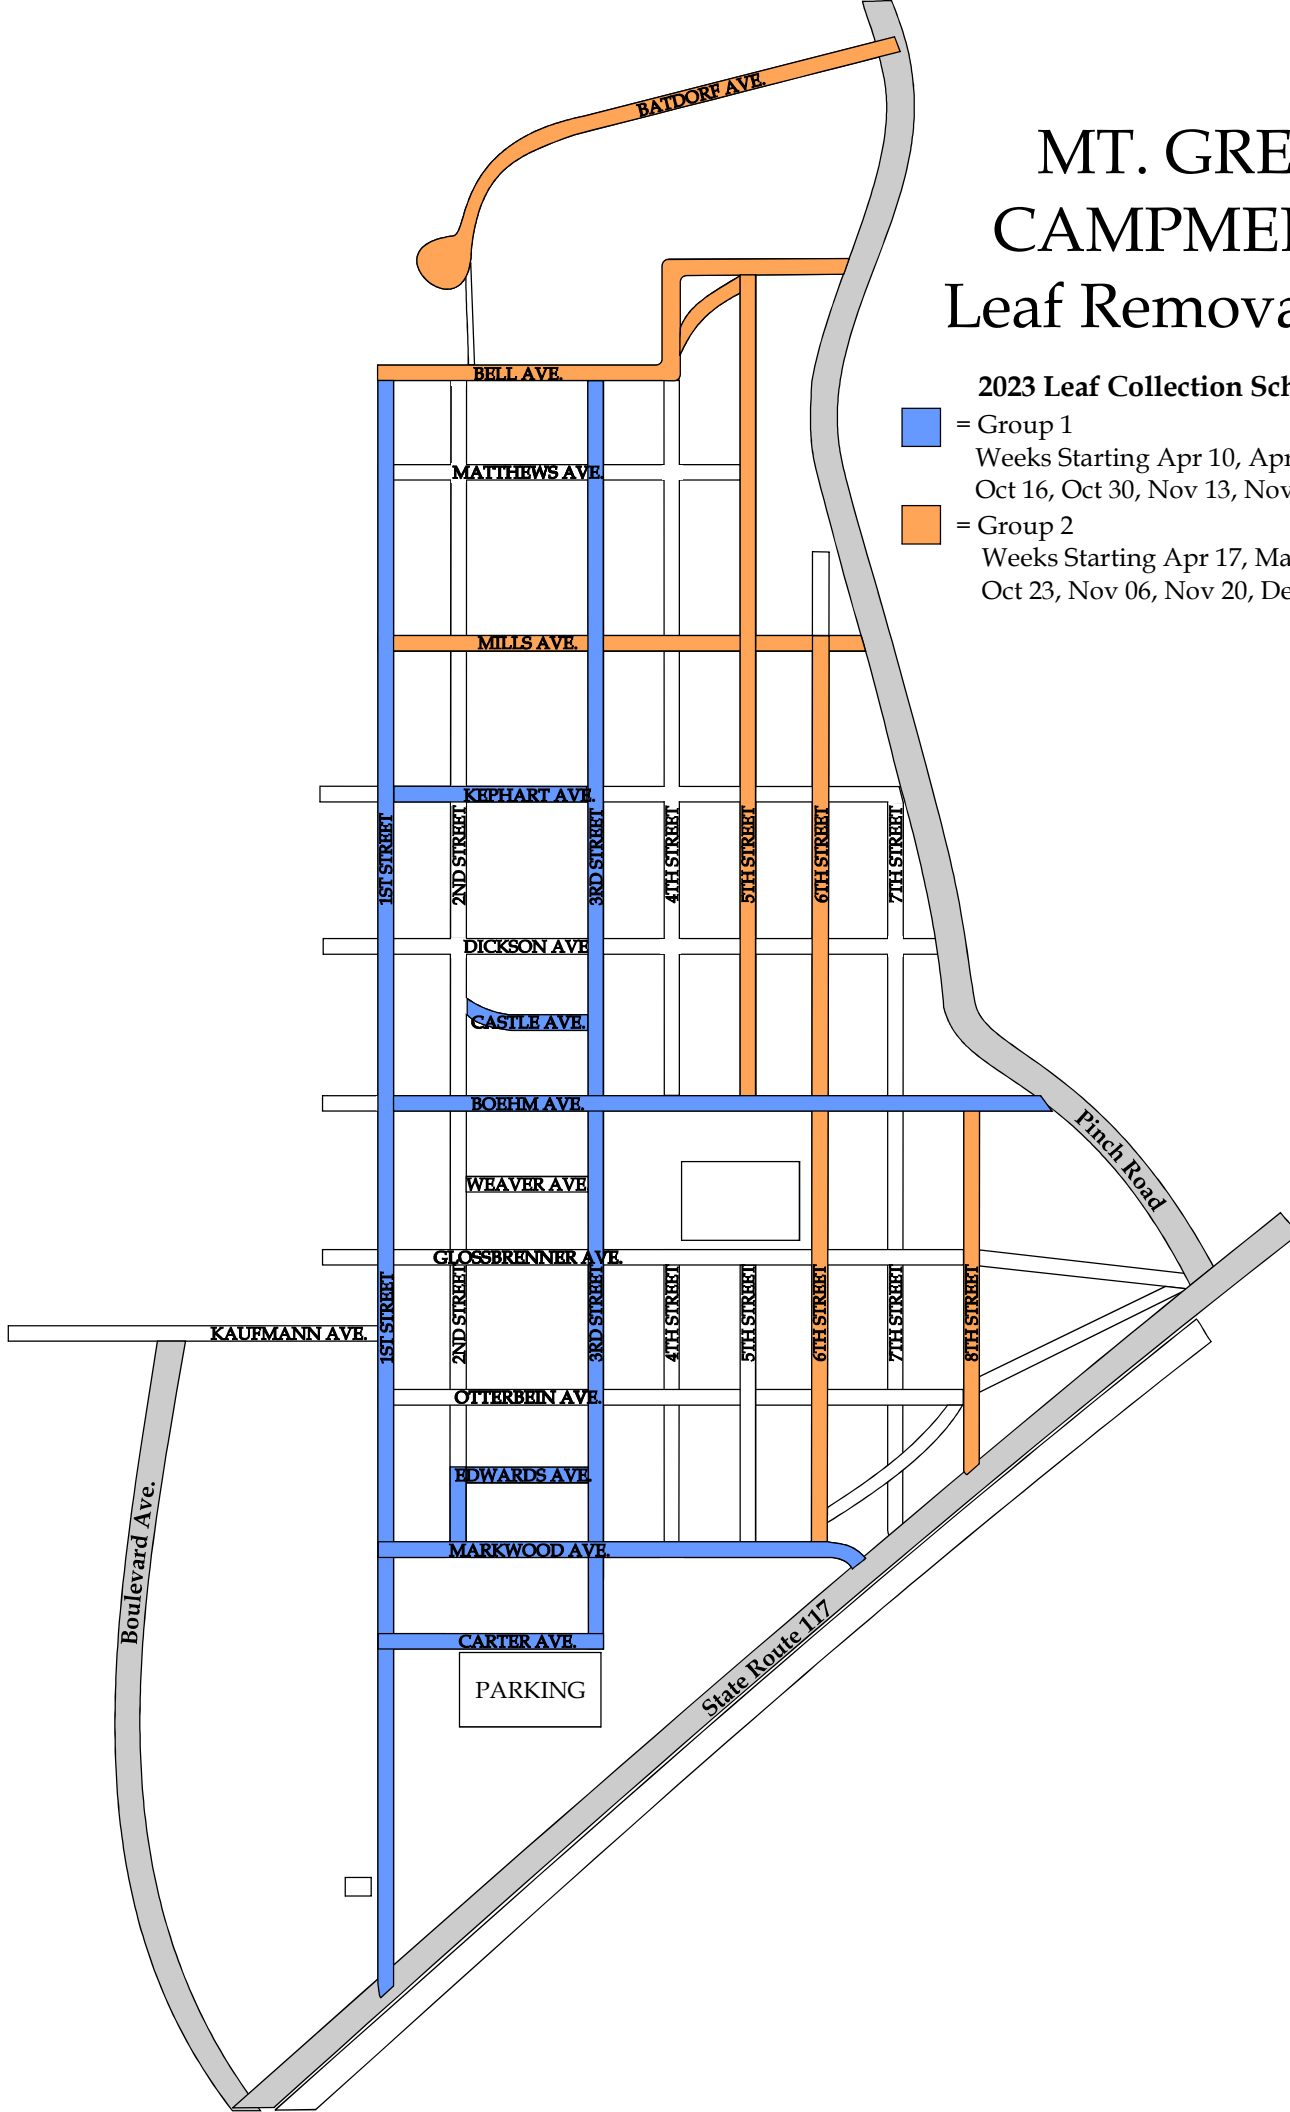 BATDORF AVE.
MT. GRE
CAMPME
Leaf Remova
2023 Leaf Collection Sch
= Group 1
Weeks Starting Apr 10, Apr
Oct 16, Oct 30, Nov 13, Nov
= Group 2
Weeks Starting Apr 17, Ma
Oct 23, Nov 06, Nov 20, De
BELL AVE.
MATTHEWS AVE.
MILLS AVE.
KEPHART AVE.
1ST STREET
2ND STREET
3RD STREET
4TH STREET
5TH STREET
6TH STREET
7TH STREET
DICKSON AVE
CASTLE AVE.
BOEHM AVE.
Pinch Road
WEAVER AVE
GLOSSBRENNER AVE.
1ST STREET
2ND STREET
3RD STREET
4TH STREET
5TH STREET
6TH STREET
7TH STREET
8TH STREET
KAUFMANN AVE.
OTTERBEIN AVE.
EDWARDS AVE.
Boulevard Ave.
MARKWOOD AVE.
CARTER AVE.
State Route 117
PARKING